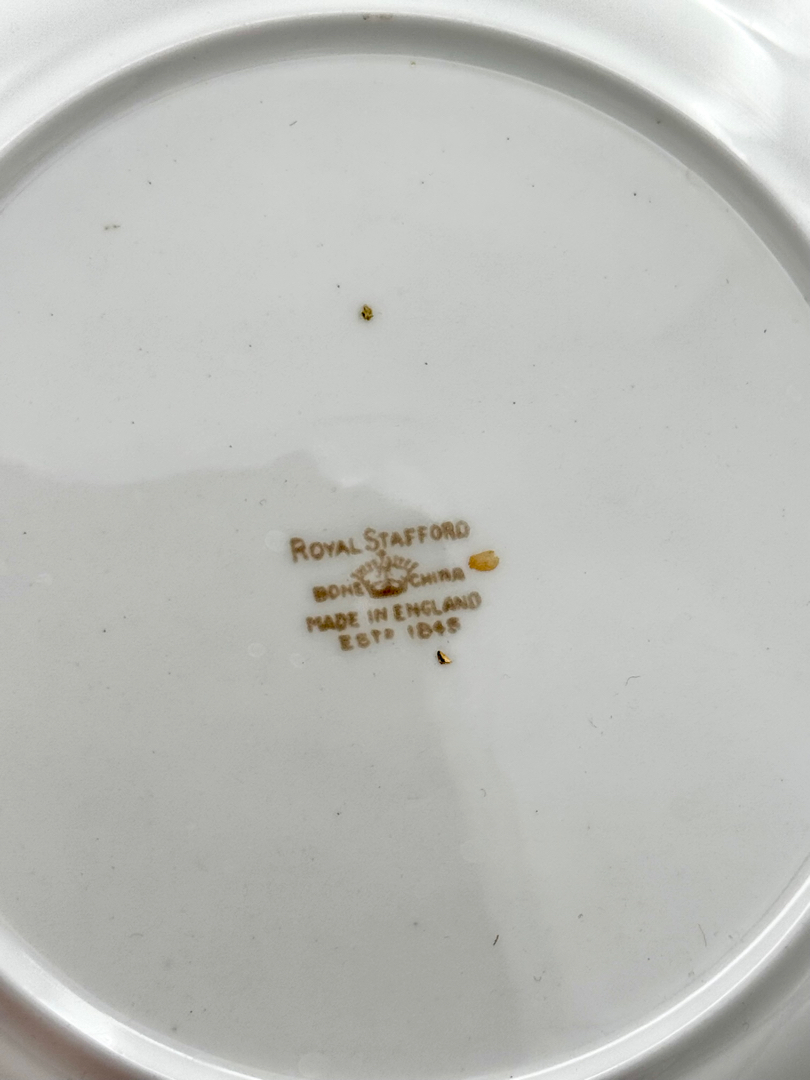 ROYAL STAFFORD
BONE CHINA
MADE IN ENGLAND
ESTD 1845